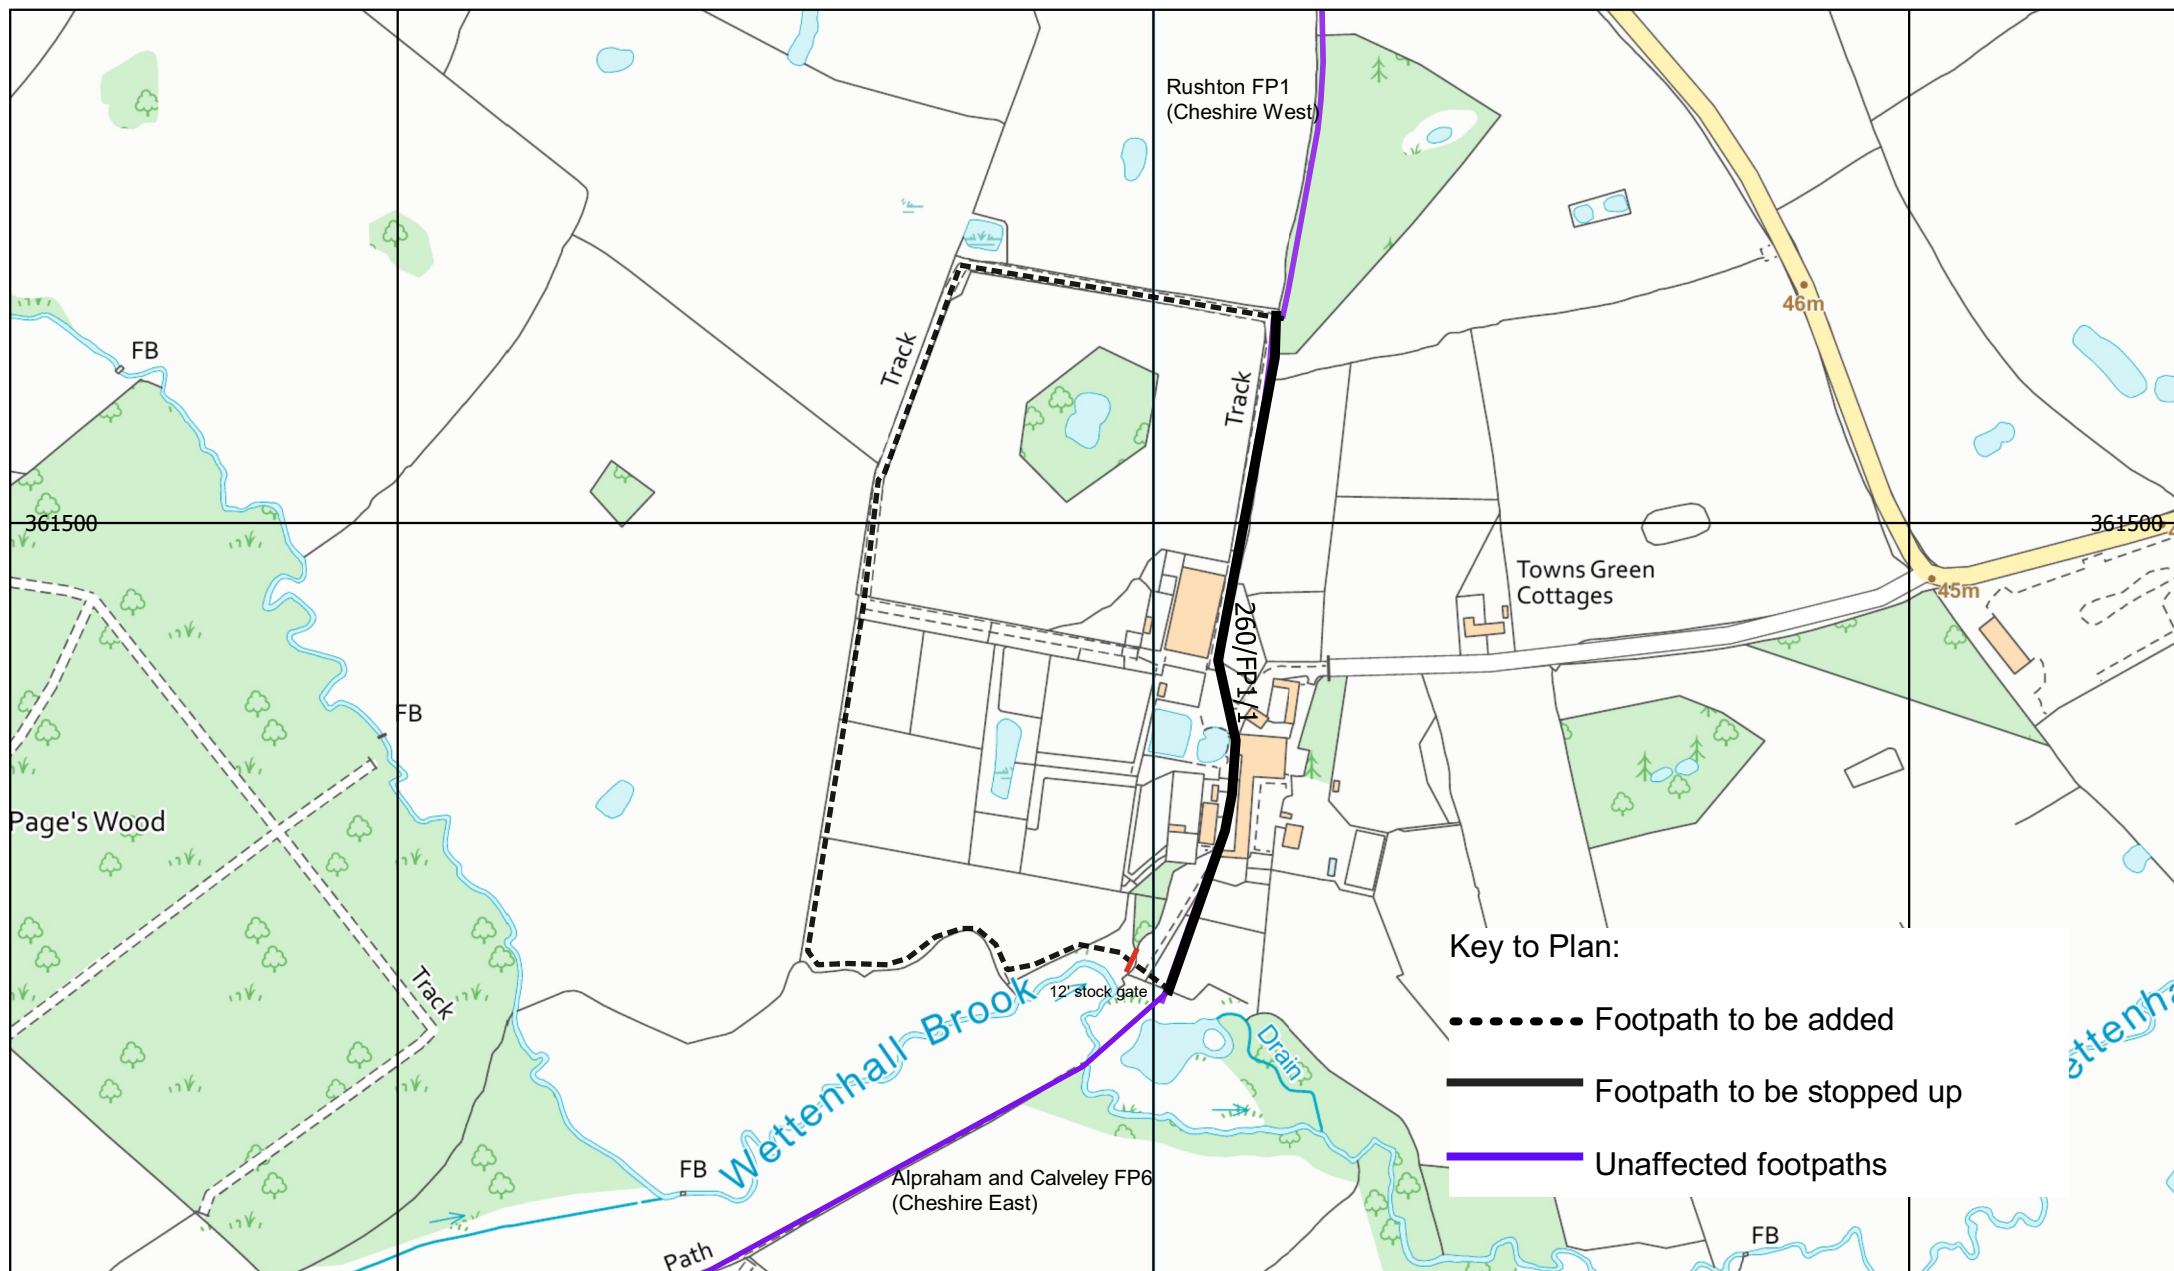 Rushton FP1
(Cheshire West)
46m
FB
Track
Track
361500
361500
Towns Green
Cottages
45m
260/FP1/1
FB
Page's Wood
Track
12' stock gate
Wettenhall Brook
Drain
Key to Plan:
Footpath to be added
Footpath to be stopped up
Unaffected footpaths
FB
Alpraham and Calveley FP6
(Cheshire East)
Path
FB